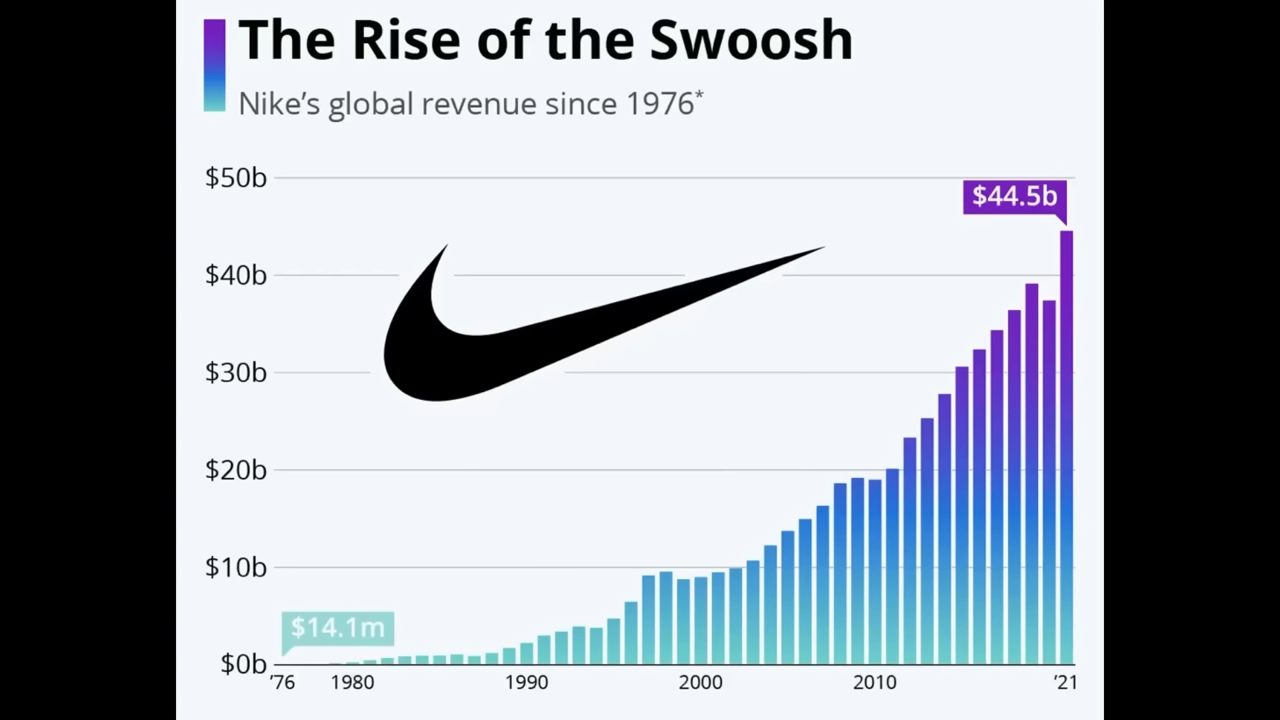 The Rise of the Swoosh
Nike’s global revenue since 1976*
$50b
$44.5b
$40b
$30b
$20b
$10b
$14.1m
$0b
’76 1980 1990 2000 2010 ’21